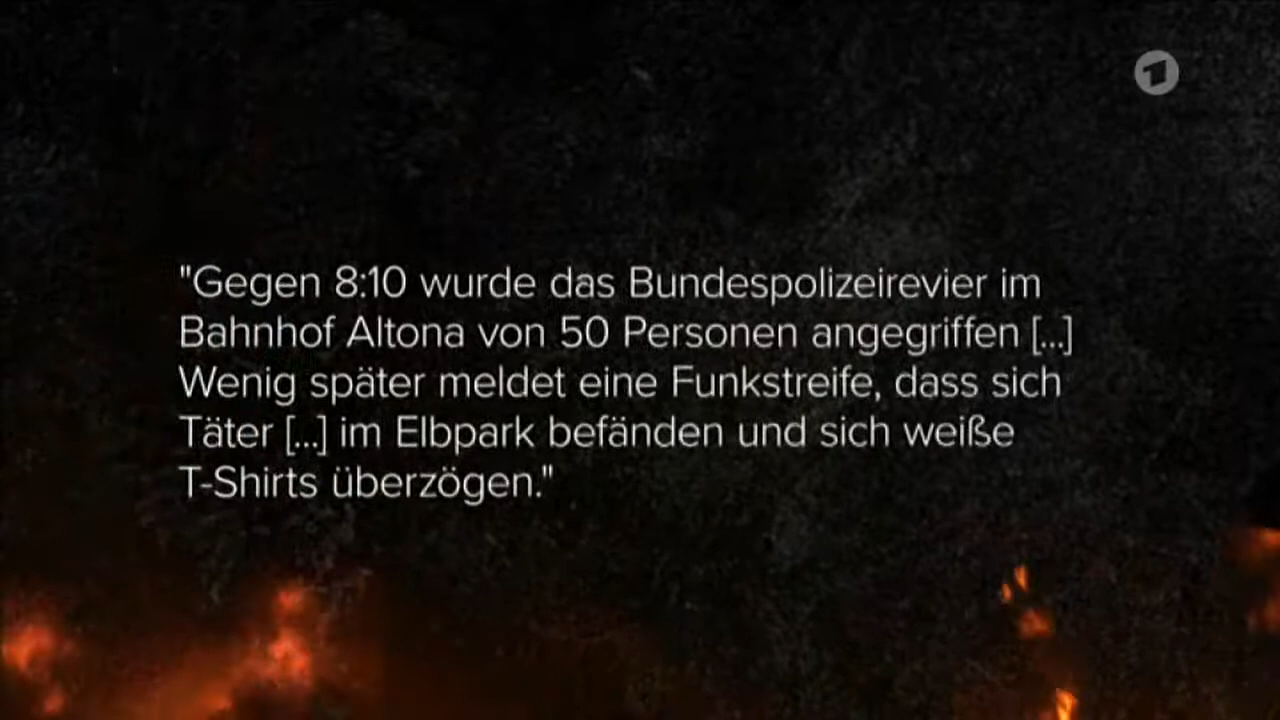 "Gegen 8:10 wurde das Bundespolizeirevier im
Bahnhof Altona von 50 Personen angegriffen [...]
Wenig später meldet eine Funkstreife, dass sich
Täter [...] im Elbpark befänden und sich weiße
T-Shirts überzögen."